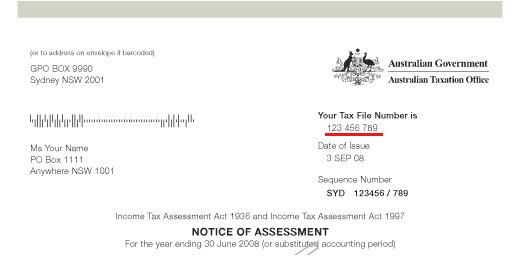 (or to address on envelope if barcoded)
GPO BOX 9990
Sydney NSW 2001
Australian Government
Australian Taxation Office
Your Tax File Number is
123 456 789
Date of Issue
3 SEP 08
Ms Your Name
PO Box 1111
Anywhere NSW 1001
Sequence Number
SYD 123456 / 789
Income Tax Assessment Act 1936 and Income Tax Assessment Act 1997
NOTICE OF ASSESSMENT
For the year ending 30 June 2008 (or substituted accounting period)